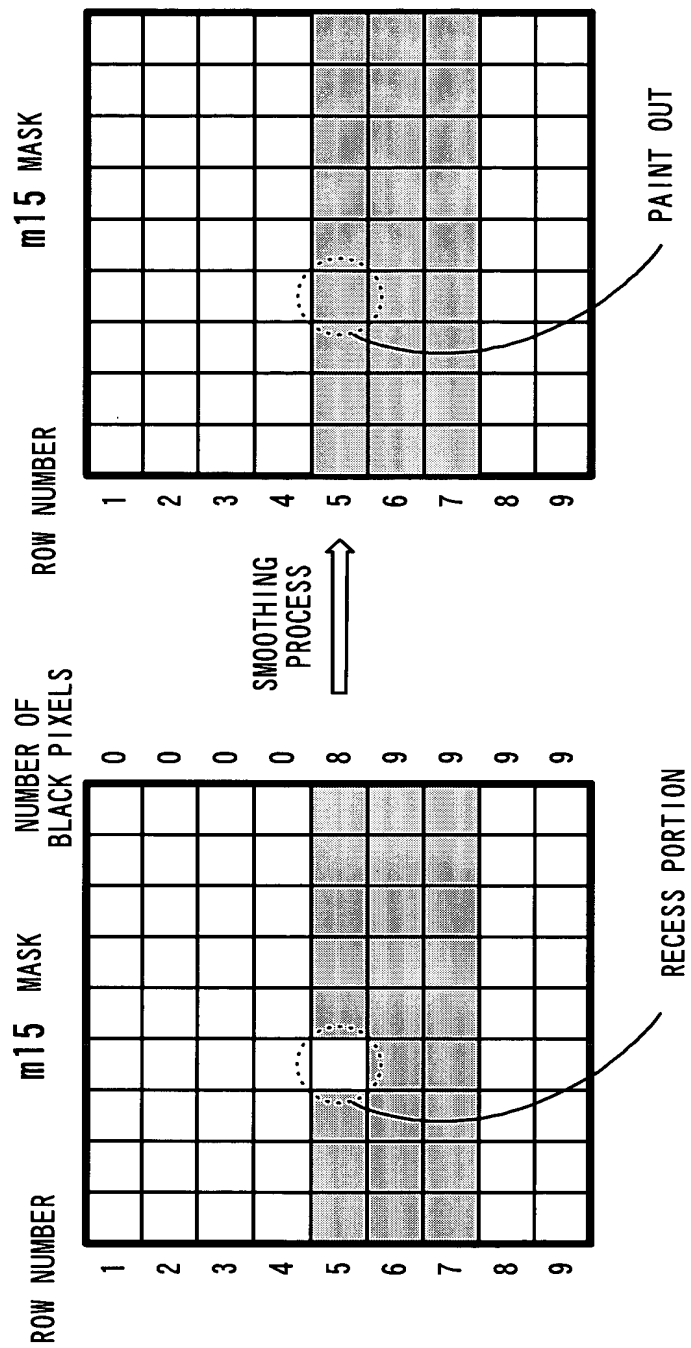 ROW NUMBER
m15 MASK
NUMBER OF
BLACK PIXELS
1 0
2 0
3 0
4 0
5 8
6 9
7 9
8 9
9 9
RECESS PORTION
SMOOTHING
PROCESS
ROW NUMBER
m15 MASK
1
2
3
4
5
6
7
8
9
PAINT OUT